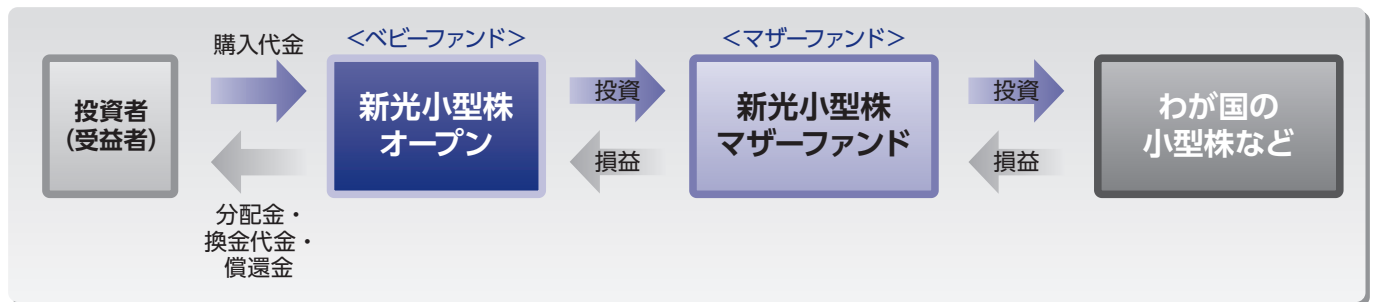 投資者
(受益者)
購入代金
分配金・
換金代金・
償還金
＜ベビーファンド＞
新光小型株
オープン
投資
損益
＜マザーファンド＞
新光小型株
マザーファンド
投資
損益
わが国の
小型株など